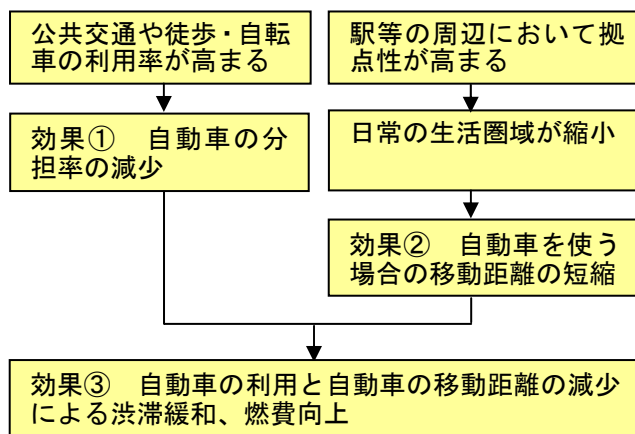 公共交通や徒歩・自転
車の利用率が高まる
駅等の周辺において拠
点性が高まる
効果① 自動車の分
担率の減少
日常の生活圏域が縮小
効果② 自動車を使う
場合の移動距離の短縮
効果③ 自動車の利用と自動車の移動距離の減少
による渋滞緩和、燃費向上